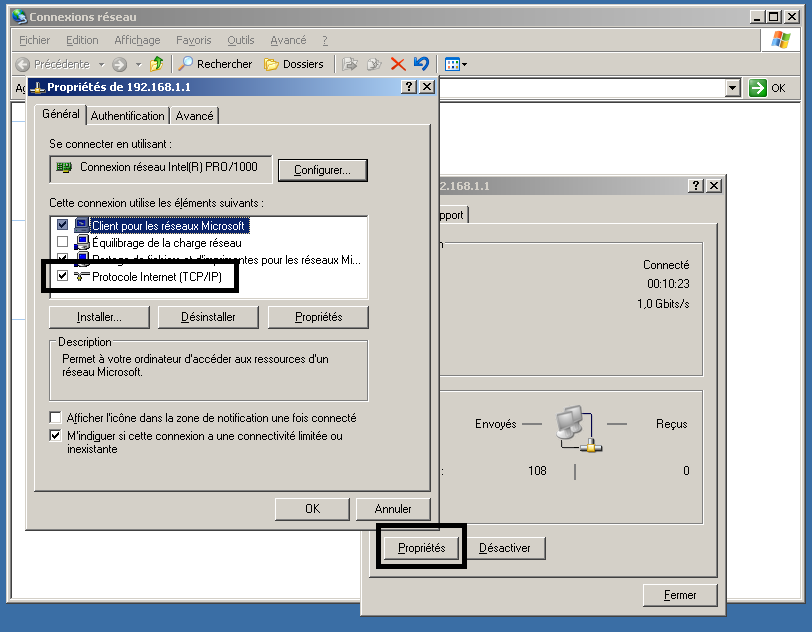 Connexions réseau
Fichier Edition Affichage Favoris Outils Avancé ?
Précédente Rechercher Dossiers
OK
Propriétés de 192.168.1.1
Général Authentification Avancé
Se connecter en utilisant :
Connexion réseau Intel(R) PRO/1000
Configurer...
Cette connexion utilise les éléments suivants :
Client pour les réseaux Microsoft
Équilibrage de la charge réseau
Partage de fichiers et d'imprimantes pour les réseaux Mi...
Protocole Internet (TCP/IP)
Installer... Désinstaller Propriétés
Description
Permet à votre ordinateur d'accéder aux ressources d'un
réseau Microsoft.
Afficher l'icône dans la zone de notification une fois connecté
M'indiquer si cette connexion a une connectivité limitée ou
inexistante
OK Annuler
2.168.1.1
pport
Connecté
00:10:23
1,0 Gbits/s
Envoyés Reçus
: 108 0
Propriétés Désactiver
Fermer